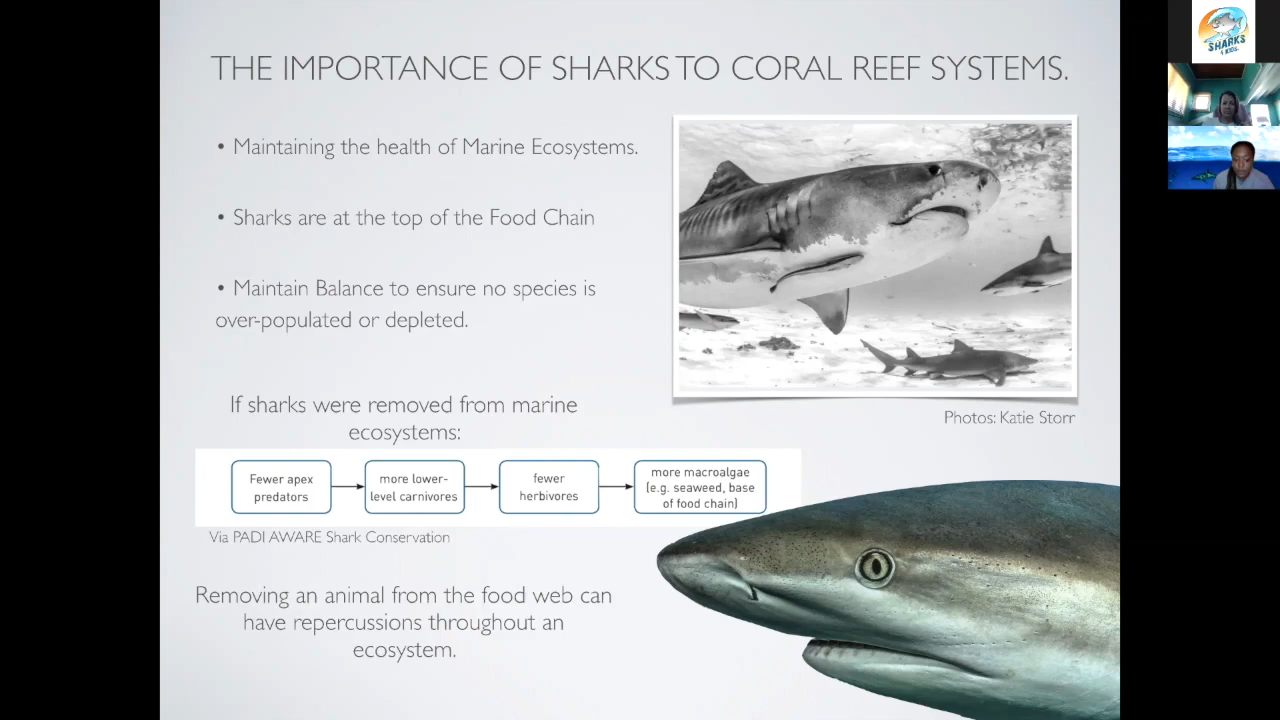 THE IMPORTANCE OF SHARKS TO CORAL REEF SYSTEMS.
• Maintaining the health of Marine Ecosystems.
• Sharks are at the top of the Food Chain
• Maintain Balance to ensure no species is
over-populated or depleted.
Photos: Katie Storr
If sharks were removed from marine
ecosystems:
Fewer apex
predators
more lower-
level carnivores
fewer
herbivores
more macroalgae
(e.g. seaweed, base
of food chain)
Via PADI AWARE Shark Conservation
Removing an animal from the food web can
have repercussions throughout an
ecosystem.
SHARKS
4 KIDS.